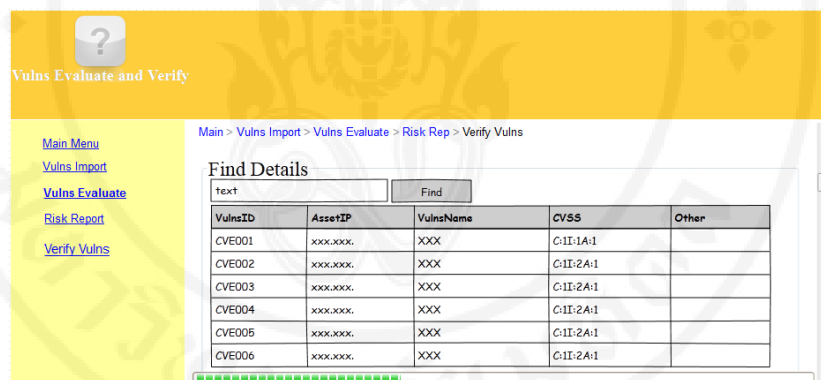 ?
Vulns Evaluate and Verify
Main > Vulns Import > Vulns Evaluate > Risk Rep > Verify Vulns
Main Menu
Vulns Import
Vulns Evaluate
Risk Report
Verify Vulns
Find Details
text Find
VulnsID AssetIP VulnsName CVSS Other
CVE001 xxx.xxx. XXX C:1I:1A:1
CVE002 xxx.xxx. XXX C:1I:2A:1
CVE003 xxx.xxx. XXX C:1I:2A:1
CVE004 xxx.xxx. XXX C:1I:2A:1
CVE005 xxx.xxx. XXX C:1I:2A:1
CVE006 xxx.xxx. XXX C:1I:2A:1